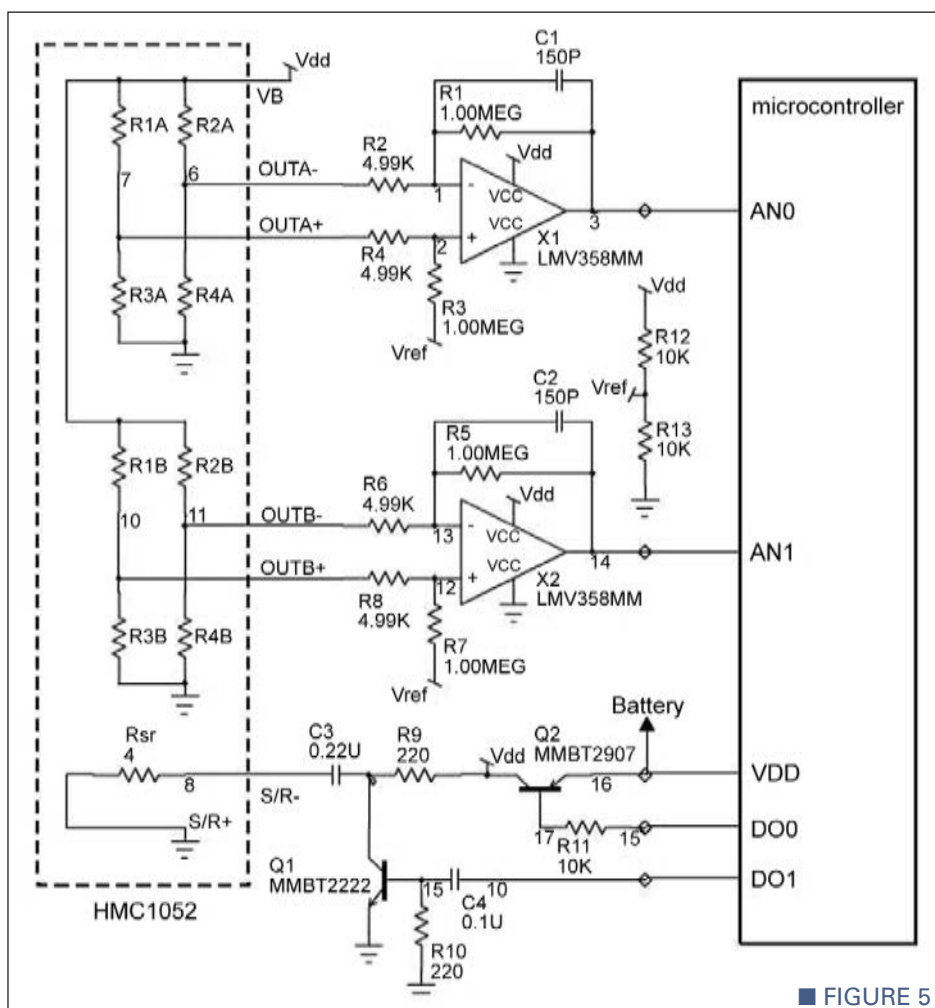 C1
150P
Vdd
VB
R1
1.00MEG
microcontroller
R1A
R2A
R2
4.99K
Vdd
7
6
OUTA-
1
-
VCC
AN0
OUTA+
VCC
3
2
+
X1
LMV358MM
R4
4.99K
R3A
R4A
R3
1.00MEG
Vdd
R12
10K
Vref
C2
150P
Vref
R13
10K
R5
1.00MEG
R1B
R2B
R6
4.99K
Vdd
10
11
OUTB-
13
-
VCC
AN1
OUTB+
VCC
14
12
+
X2
LMV358MM
R8
4.99K
R3B
R4B
R7
1.00MEG
Vref
Battery
Rsr
4
C3
0.22U
R9
220
Vdd
Q2
MMBT2907
8
16
VDD
S/R-
S/R+
17
R11
10K
15
DO0
Q1
MMBT2222
15
C4
0.1U
10
DO1
HMC1052
R10
220
■ FIGURE 5